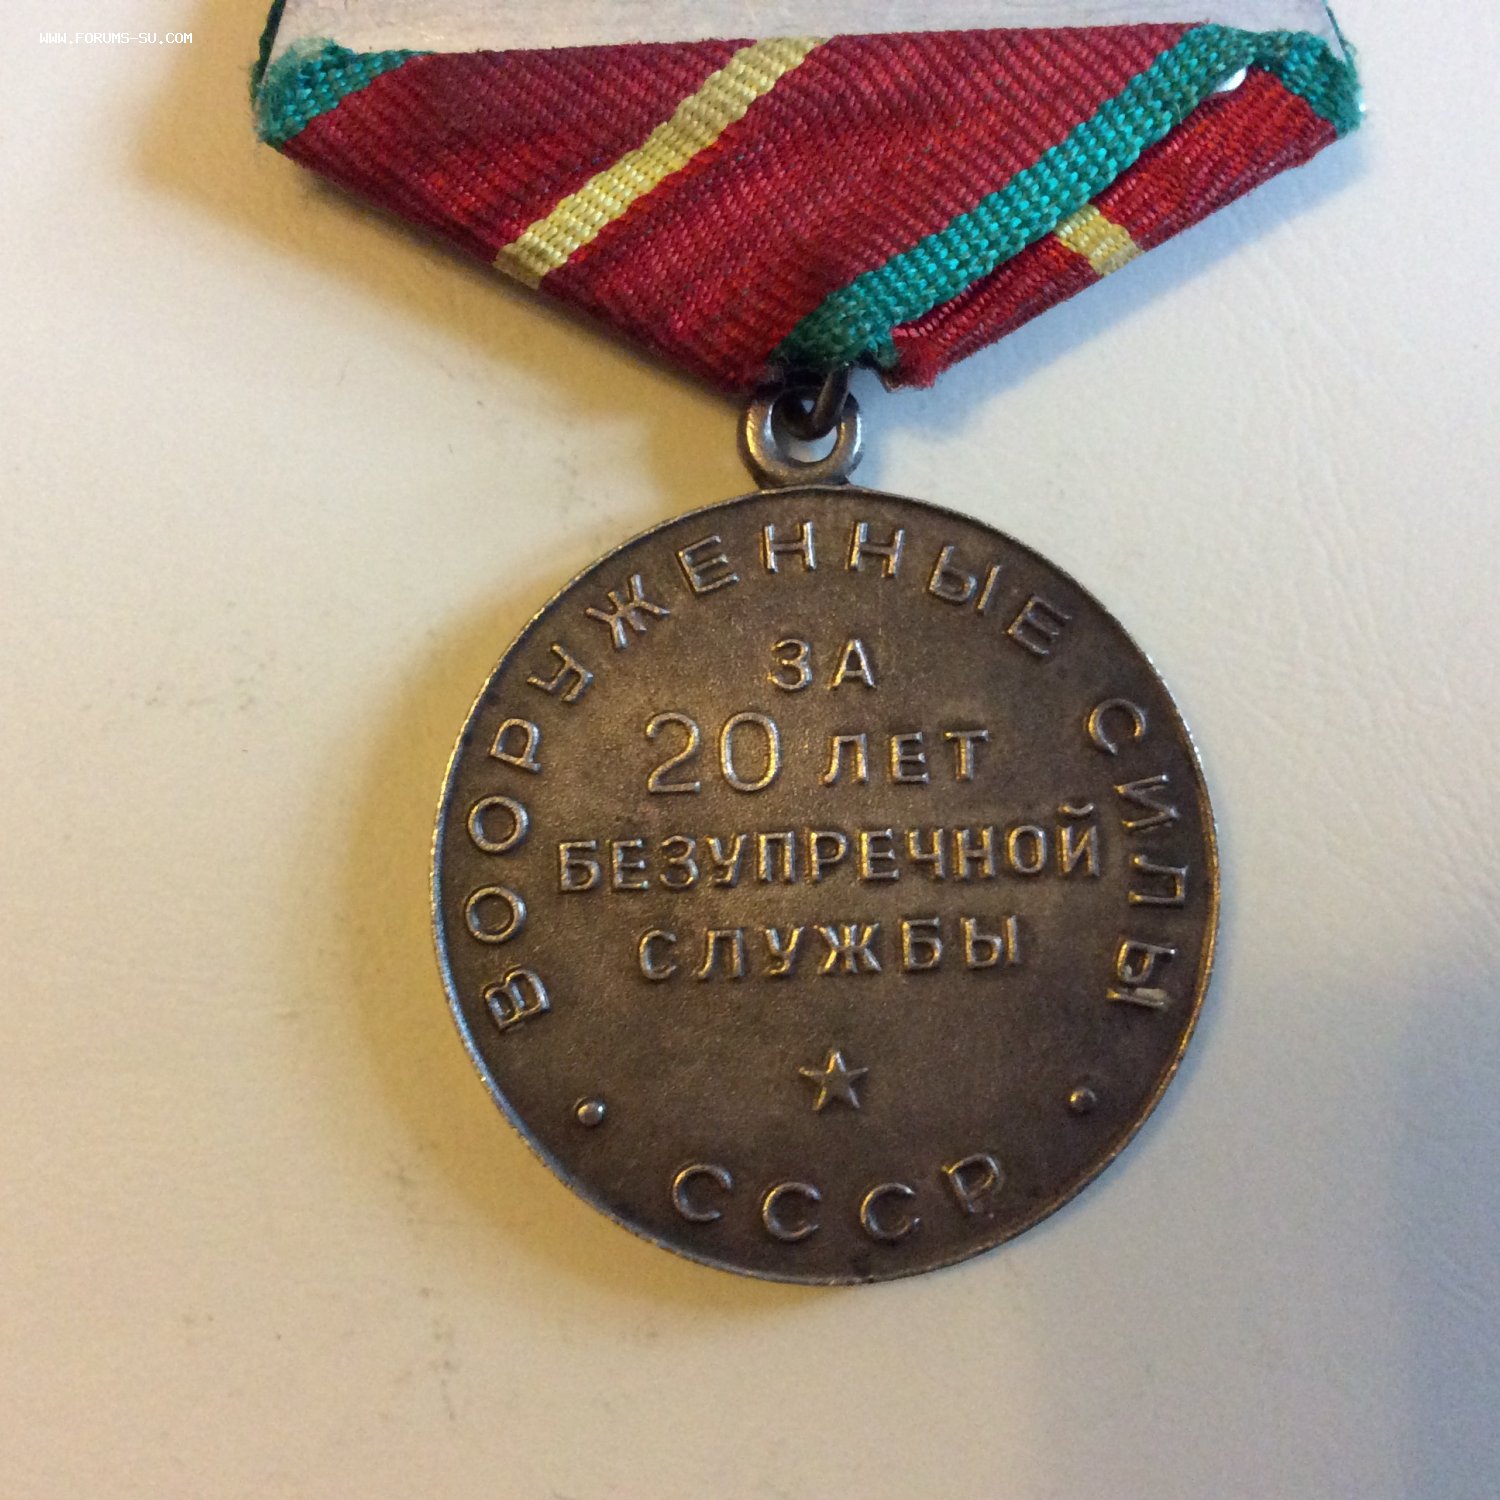 WWW.FORUMS-SU.COM
ВООРУЖЕННЫЕ СИЛЫ
ЗА
20 ЛЕТ
БЕЗУПРЕЧНОЙ
СЛУЖБЫ
СССР